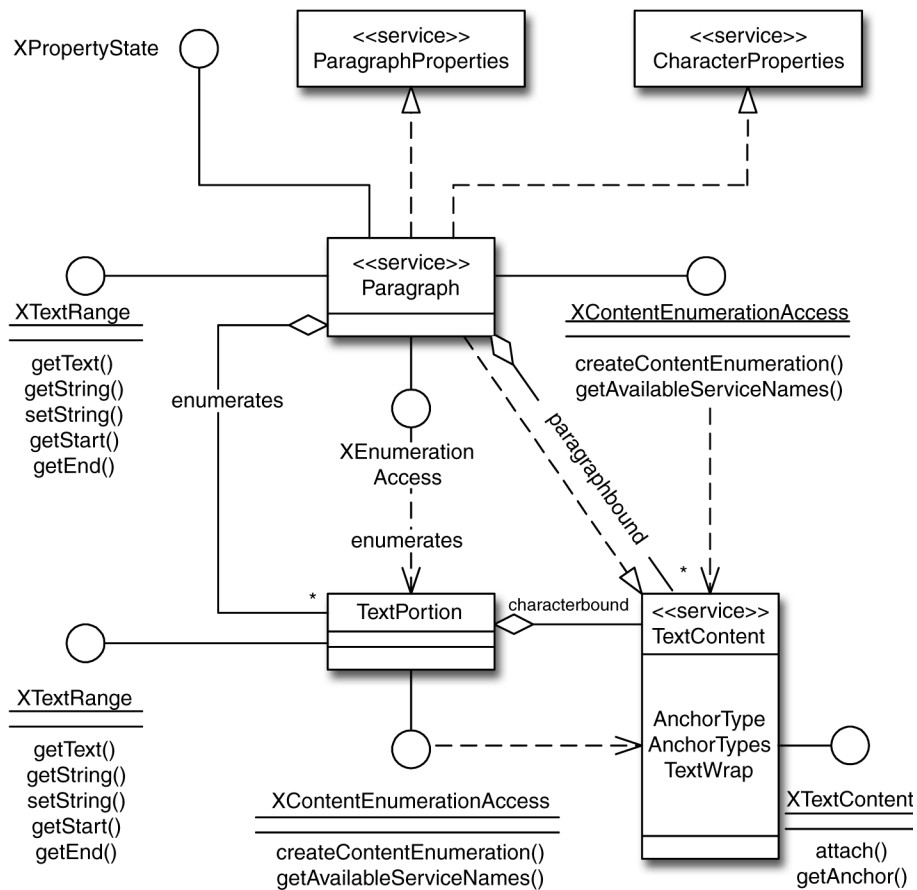 XPropertyState
<<service>>
ParagraphProperties
<<service>>
CharacterProperties
<<service>>
Paragraph
XTextRange
getText()
getString()
setString()
getStart()
getEnd()
XContentEnumerationAccess
createContentEnumeration()
getAvailableServiceNames()
enumerates
XEnumeration
Access
enumerates
paragraphbound
*
*
TextPortion
characterbound
<<service>>
TextContent
AnchorType
AnchorTypes
TextWrap
XTextRange
getText()
getString()
setString()
getStart()
getEnd()
XContentEnumerationAccess
createContentEnumeration()
getAvailableServiceNames()
XTextContent
attach()
getAnchor()